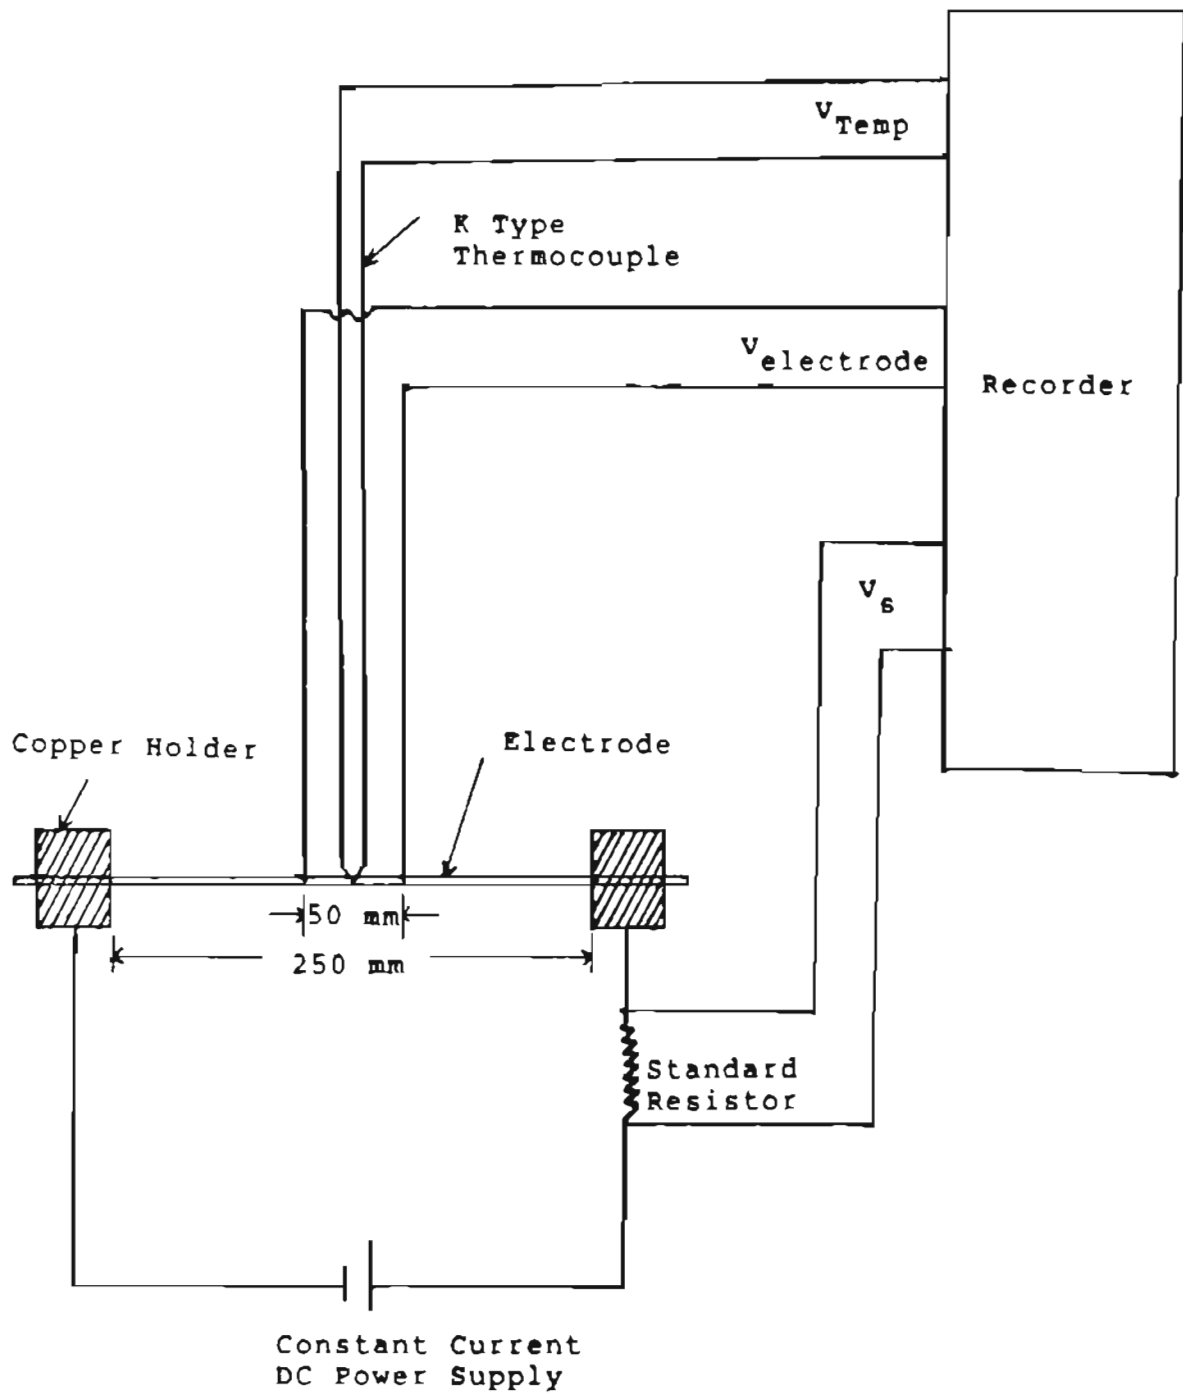 V Temp
K Type
Thermocouple
V electrode
Recorder
V s
Copper Holder
Electrode
50 mm
250 mm
Standard
Resistor
Constant Current
DC Power Supply